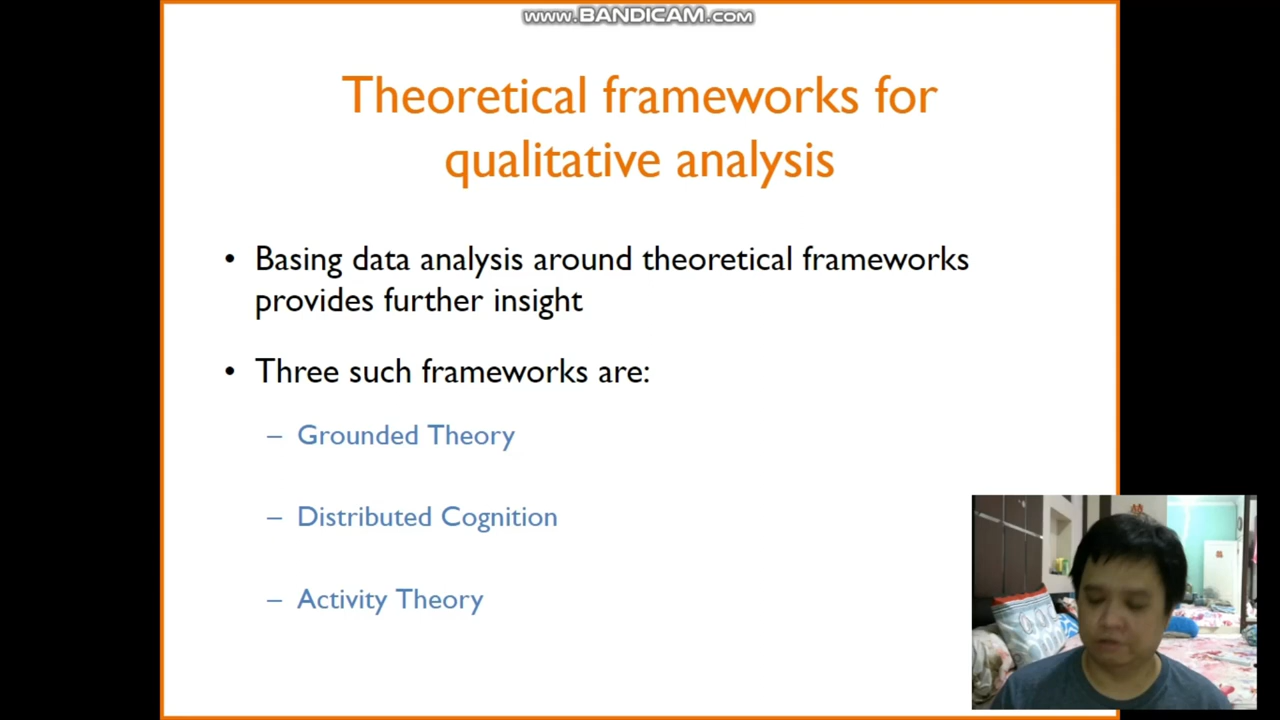 www.BANDICAM.com
Theoretical frameworks for
qualitative analysis
• Basing data analysis around theoretical frameworks
provides further insight
• Three such frameworks are:
– Grounded Theory
– Distributed Cognition
– Activity Theory